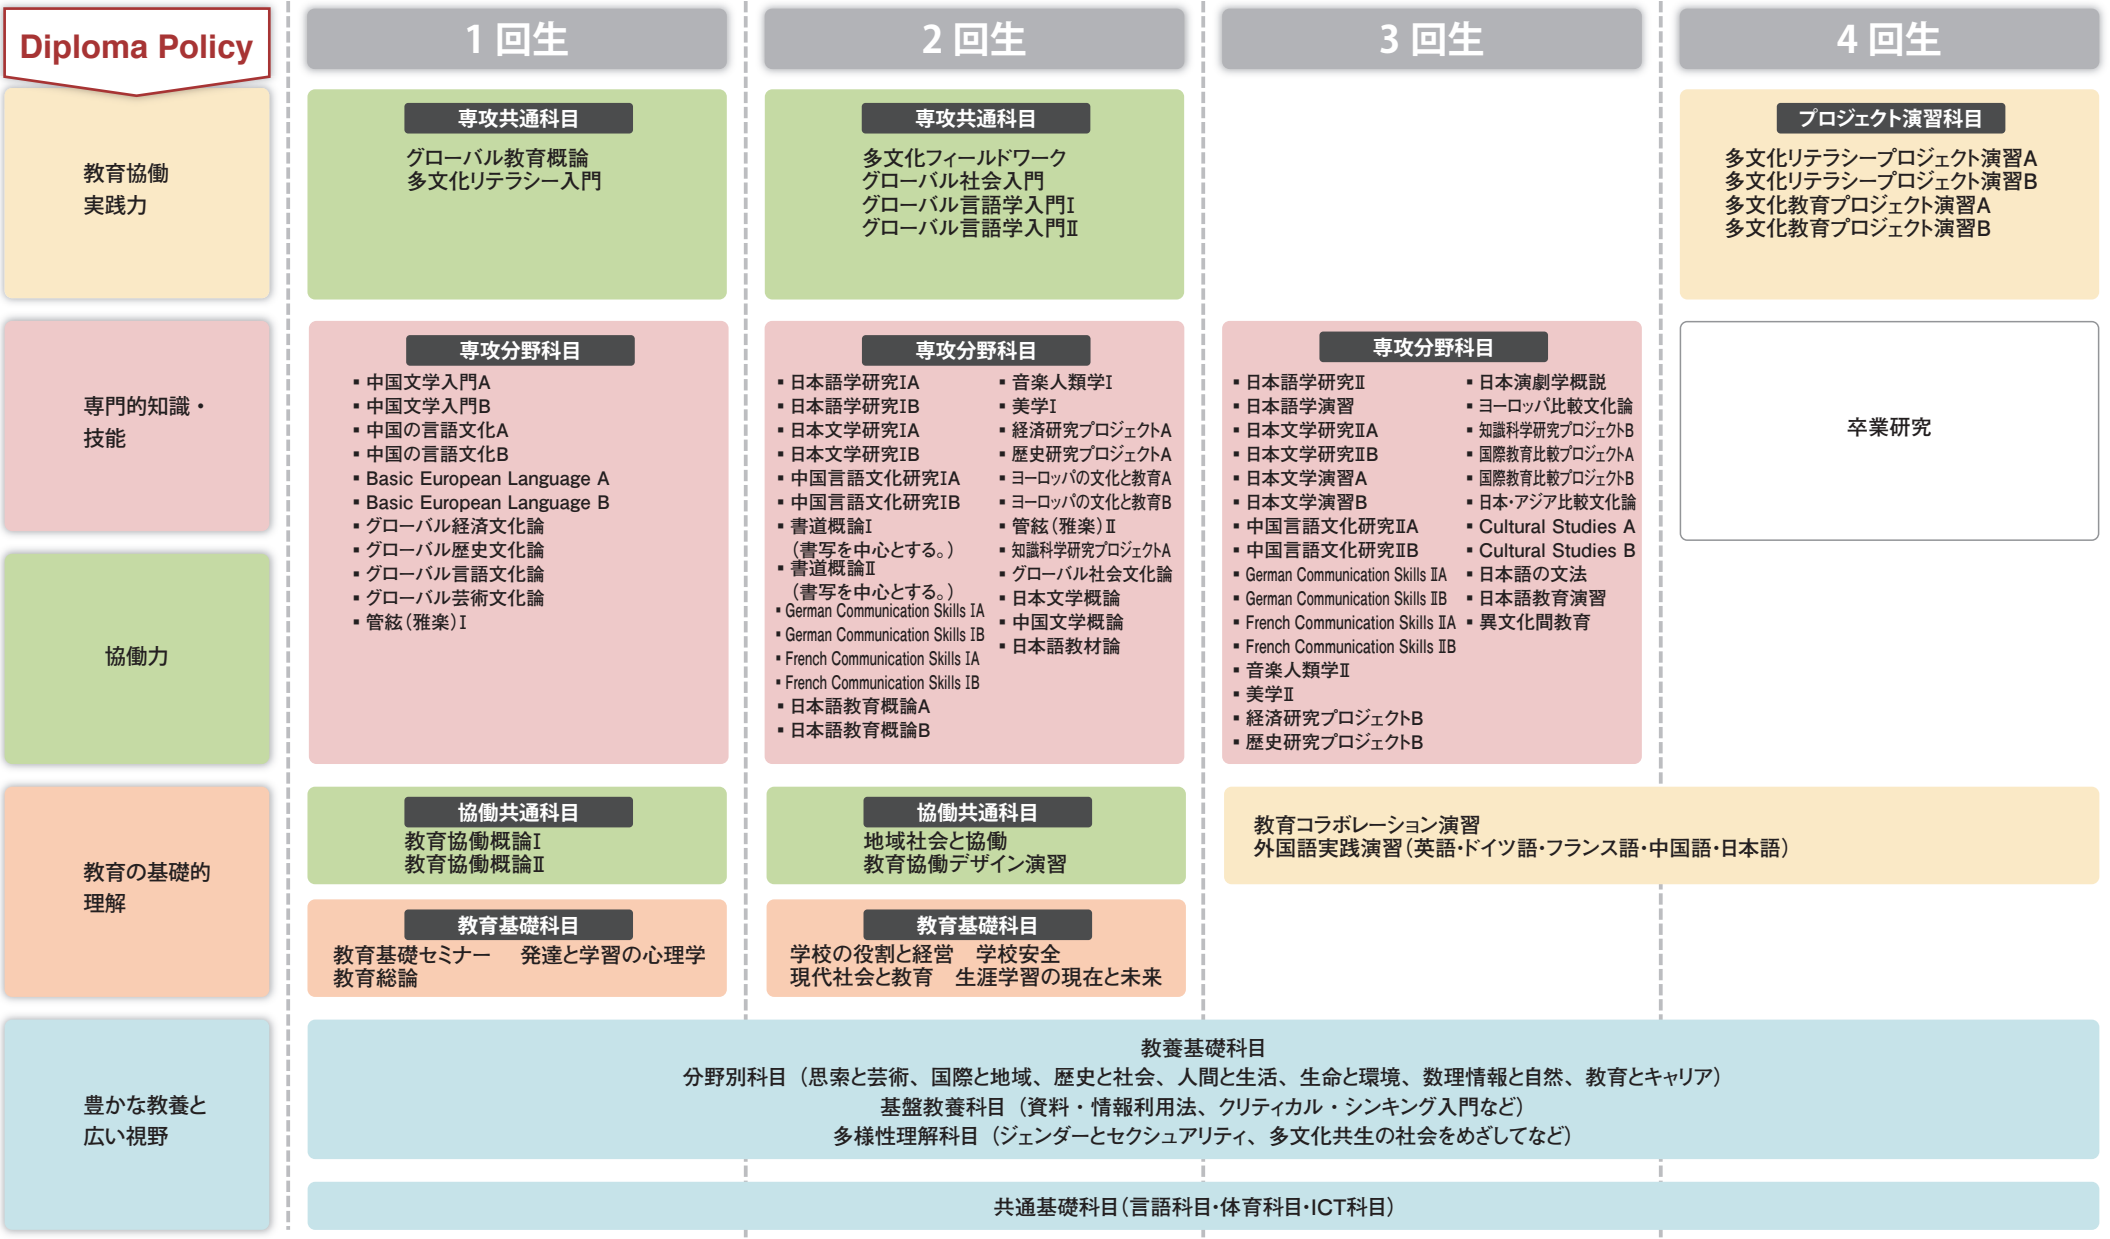 Diploma Policy
1 回生
2 回生
3 回生
4 回生
教育協働
実践力
専攻共通科目
グローバル教育概論
多文化リテラシー入門
専攻共通科目
多文化フィールドワーク
グローバル社会入門
グローバル言語学入門Ⅰ
グローバル言語学入門Ⅱ
プロジェクト演習科目
多文化リテラシープロジェクト演習A
多文化リテラシープロジェクト演習B
多文化教育プロジェクト演習A
多文化教育プロジェクト演習B
専門的知識・
技能
協働力
専攻分野科目
▪ 中国文学入門A
▪ 中国文学入門B
▪ 中国の言語文化A
▪ 中国の言語文化B
▪ Basic European Language A
▪ Basic European Language B
▪ グローバル経済文化論
▪ グローバル歴史文化論
▪ グローバル言語文化論
▪ グローバル芸術文化論
▪ 管絃(雅楽)Ⅰ
専攻分野科目
▪ 日本語学研究ⅠA
▪ 日本語学研究ⅠB
▪ 日本文学研究ⅠA
▪ 日本文学研究ⅠB
▪ 中国言語文化研究ⅠA
▪ 中国言語文化研究ⅠB
▪ 書道概論Ⅰ
（書写を中心とする。）
▪ 書道概論Ⅱ
（書写を中心とする。）
▪ German Communication Skills ⅠA
▪ German Communication Skills ⅠB
▪ French Communication Skills ⅠA
▪ French Communication Skills ⅠB
▪ 日本語教育概論A
▪ 日本語教育概論B
▪ 音楽人類学Ⅰ
▪ 美学Ⅰ
▪ 経済研究プロジェクトA
▪ 歴史研究プロジェクトA
▪ ヨーロッパの文化と教育A
▪ ヨーロッパの文化と教育B
▪ 管絃(雅楽)Ⅱ
▪ 知識科学研究プロジェクトA
▪ グローバル社会文化論
▪ 日本文学概論
▪ 中国文学概論
▪ 日本語教材論
専攻分野科目
▪ 日本語学研究Ⅱ
▪ 日本語学演習
▪ 日本文学研究ⅡA
▪ 日本文学研究ⅡB
▪ 日本文学演習A
▪ 日本文学演習B
▪ 中国言語文化研究ⅡA
▪ 中国言語文化研究ⅡB
▪ German Communication Skills ⅡA
▪ German Communication Skills ⅡB
▪ French Communication Skills ⅡA
▪ French Communication Skills ⅡB
▪ 音楽人類学Ⅱ
▪ 美学Ⅱ
▪ 経済研究プロジェクトB
▪ 歴史研究プロジェクトB
▪ 日本演劇学概説
▪ ヨーロッパ比較文化論
▪ 知識科学研究プロジェクトB
▪ 国際教育比較プロジェクトA
▪ 国際教育比較プロジェクトB
▪ 日本・アジア比較文化論
▪ Cultural Studies A
▪ Cultural Studies B
▪ 日本語の文法
▪ 日本語教育演習
▪ 異文化間教育
卒業研究
教育の基礎的
理解
協働共通科目
教育協働概論Ⅰ
教育協働概論Ⅱ
協働共通科目
地域社会と協働
教育協働デザイン演習
教育コラボレーション演習
外国語実践演習(英語・ドイツ語・フランス語・中国語・日本語)
教育基礎科目
教育基礎セミナー　発達と学習の心理学
教育総論
教育基礎科目
学校の役割と経営　学校安全
現代社会と教育　生涯学習の現在と未来
豊かな教養と
広い視野
教養基礎科目
分野別科目（思索と芸術、国際と地域、歴史と社会、人間と生活、生命と環境、数理情報と自然、教育とキャリア）
基盤教養科目（資料・情報利用法、クリティカル・シンキング入門など）
多様性理解科目（ジェンダーとセクシュアリティ、多文化共生の社会をめざしてなど）
共通基礎科目(言語科目・体育科目・ICT科目)